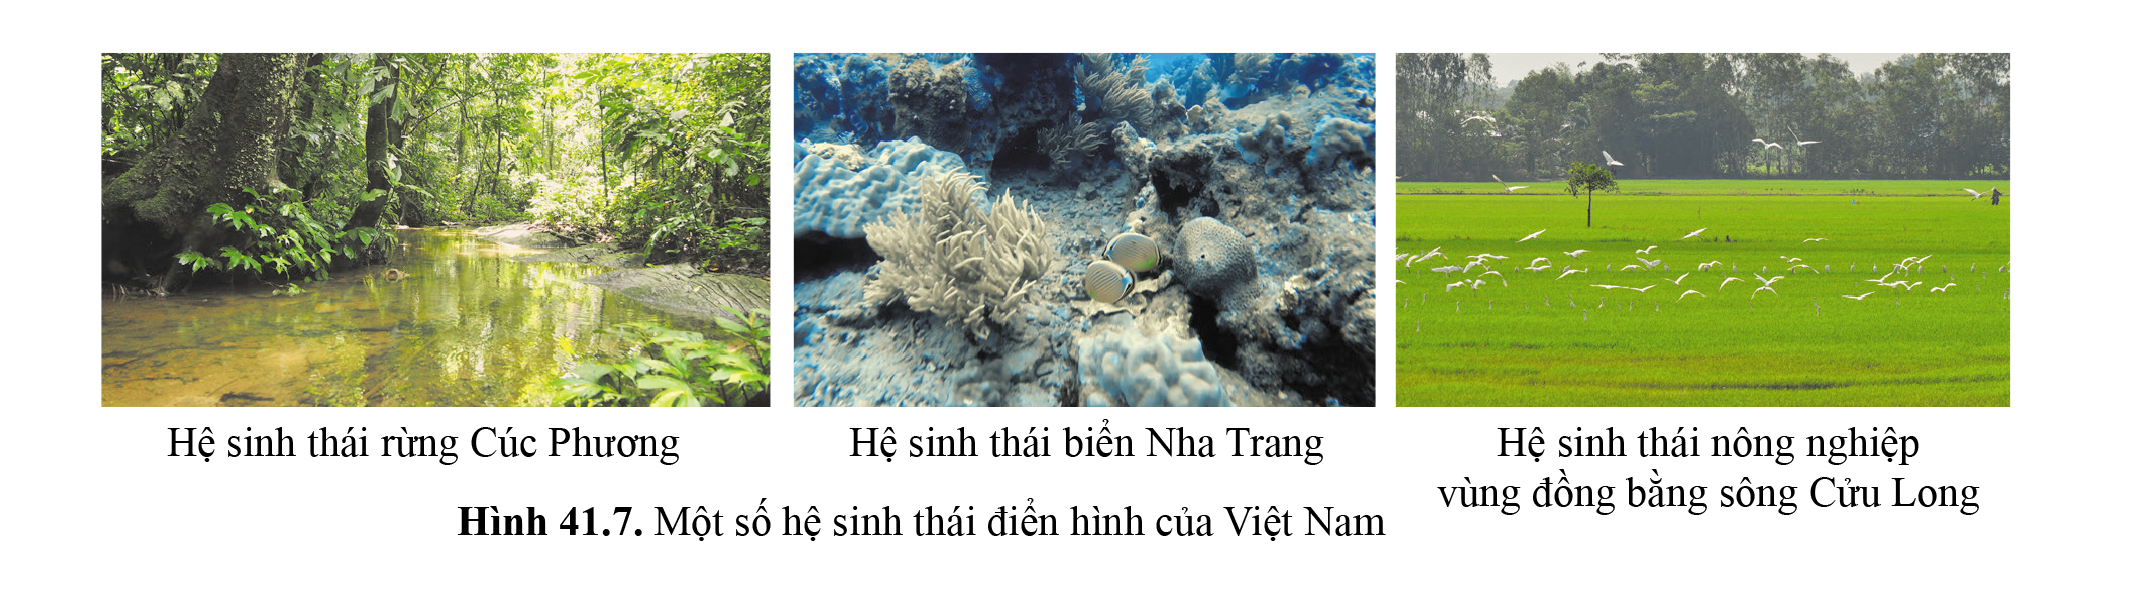 Hệ sinh thái rừng Cúc Phương
Hệ sinh thái biển Nha Trang
Hệ sinh thái nông nghiệp
vùng đồng bằng sông Cửu Long
Hình 41.7. Một số hệ sinh thái điển hình của Việt Nam